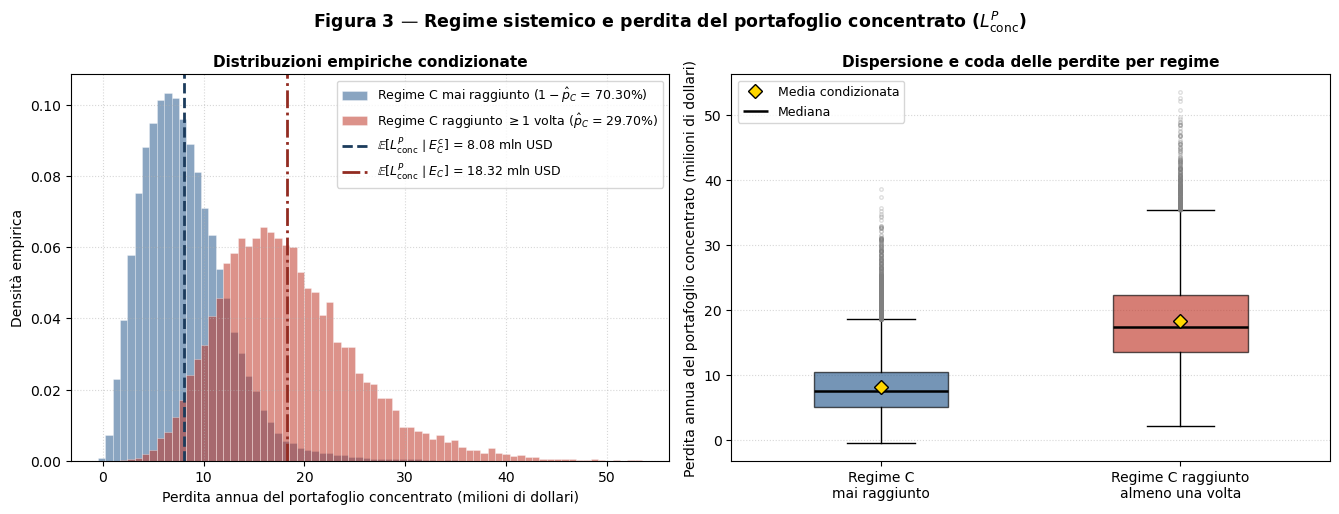 Figura 3 — Regime sistemico e perdita del portafoglio concentrato ($L^P_{\mathrm{conc}}$)
Distribuzioni empiriche condizionate
Densità empirica
0.10
0.08
0.06
0.04
0.02
0.00
Regime C mai raggiunto ($1-\hat{p}_C$ = 70.30%)
Regime C raggiunto ≥1 volta ($\hat{p}_C$ = 29.70%)
$\mathbb{E}[L^P_{\mathrm{conc}} \mid E^c_C]$ = 8.08 mln USD
$\mathbb{E}[L^P_{\mathrm{conc}} \mid E_C]$ = 18.32 mln USD
0 10 20 30 40 50
Perdita annua del portafoglio concentrato (milioni di dollari)
Dispersione e coda delle perdite per regime
Perdita annua del portafoglio concentrato (milioni di dollari)
Media condizionata
Mediana
50
40
30
20
10
0
Regime C
mai raggiunto
Regime C raggiunto
almeno una volta